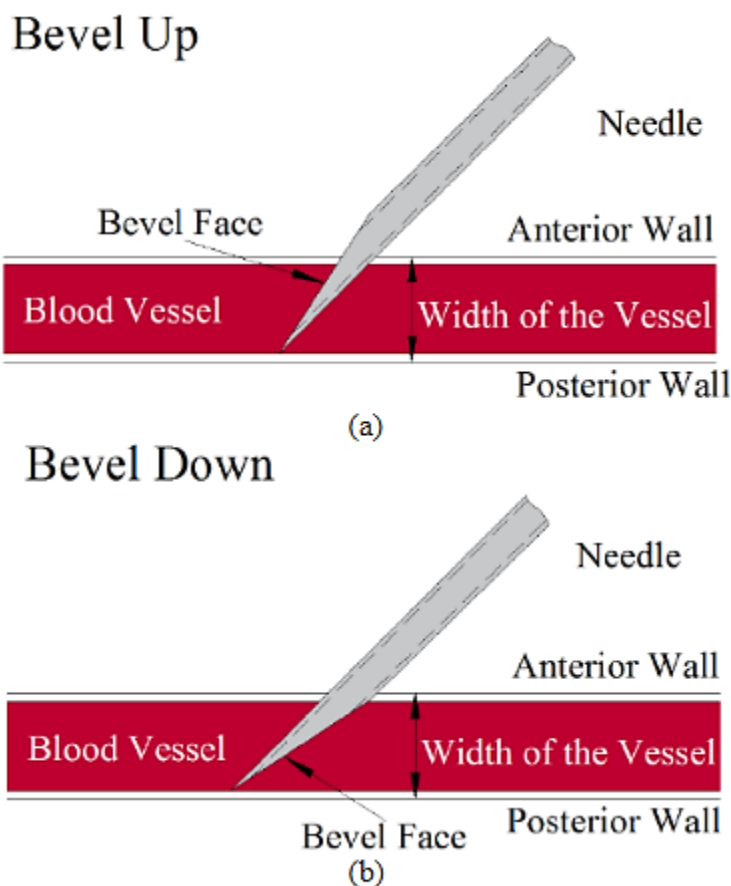 Bevel Up
Needle
Bevel Face
Anterior Wall
Blood Vessel
Width of the Vessel
Posterior Wall
(a)
Bevel Down
Needle
Anterior Wall
Blood Vessel
Width of the Vessel
Posterior Wall
Bevel Face
(b)